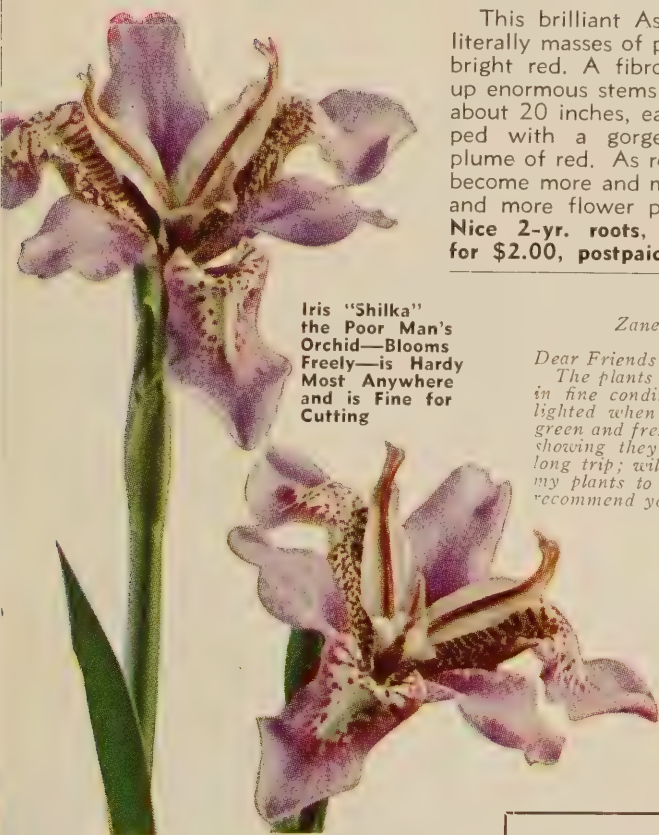 This brilliant As
literally masses of p
bright red. A fibro
up enormous stems
about 20 inches, ea
ped with a gorge
plume of red. As r
become more and m
and more flower p
Nice 2-yr. roots,
for $2.00, postpaid
Iris "Shilka"
the Poor Man's
Orchid—Blooms
Freely—is Hardy
Most Anywhere
and is Fine for
Cutting
Zane
Dear Friends
The plants
in fine condi
lighted when
green and fre
showing they
long trip; wil
my plants to
recommend yo